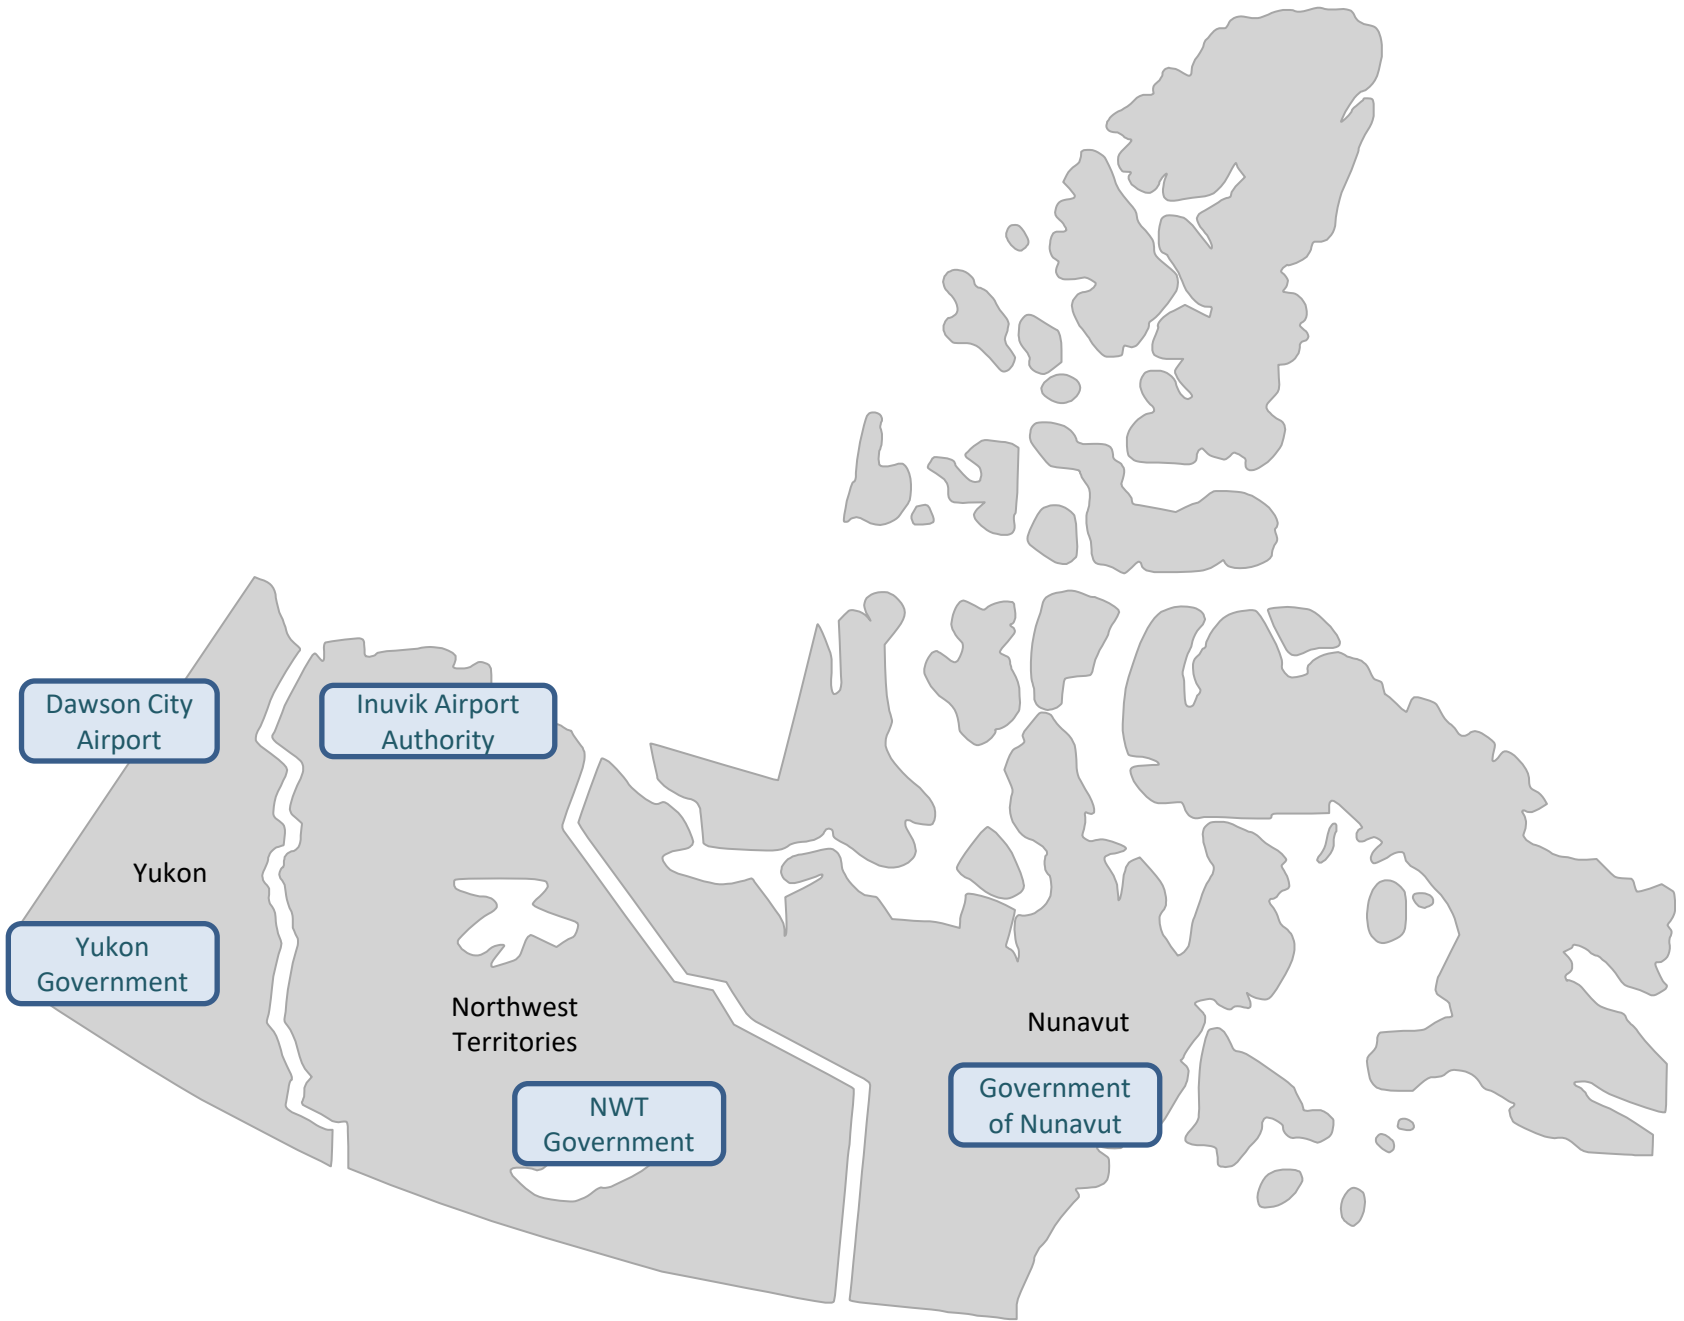 Dawson City
Airport
Inuvik Airport
Authority
Yukon
Yukon
Government
Northwest
Territories
Nunavut
NWT
Government
Government
of Nunavut